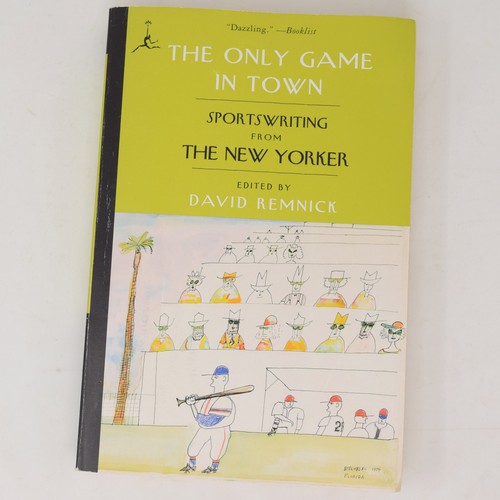 "Dazzling." —Booklist
THE ONLY GAME
IN TOWN
SPORTSWRITING
FROM
THE NEW YORKER
EDITED BY
DAVID REMNICK